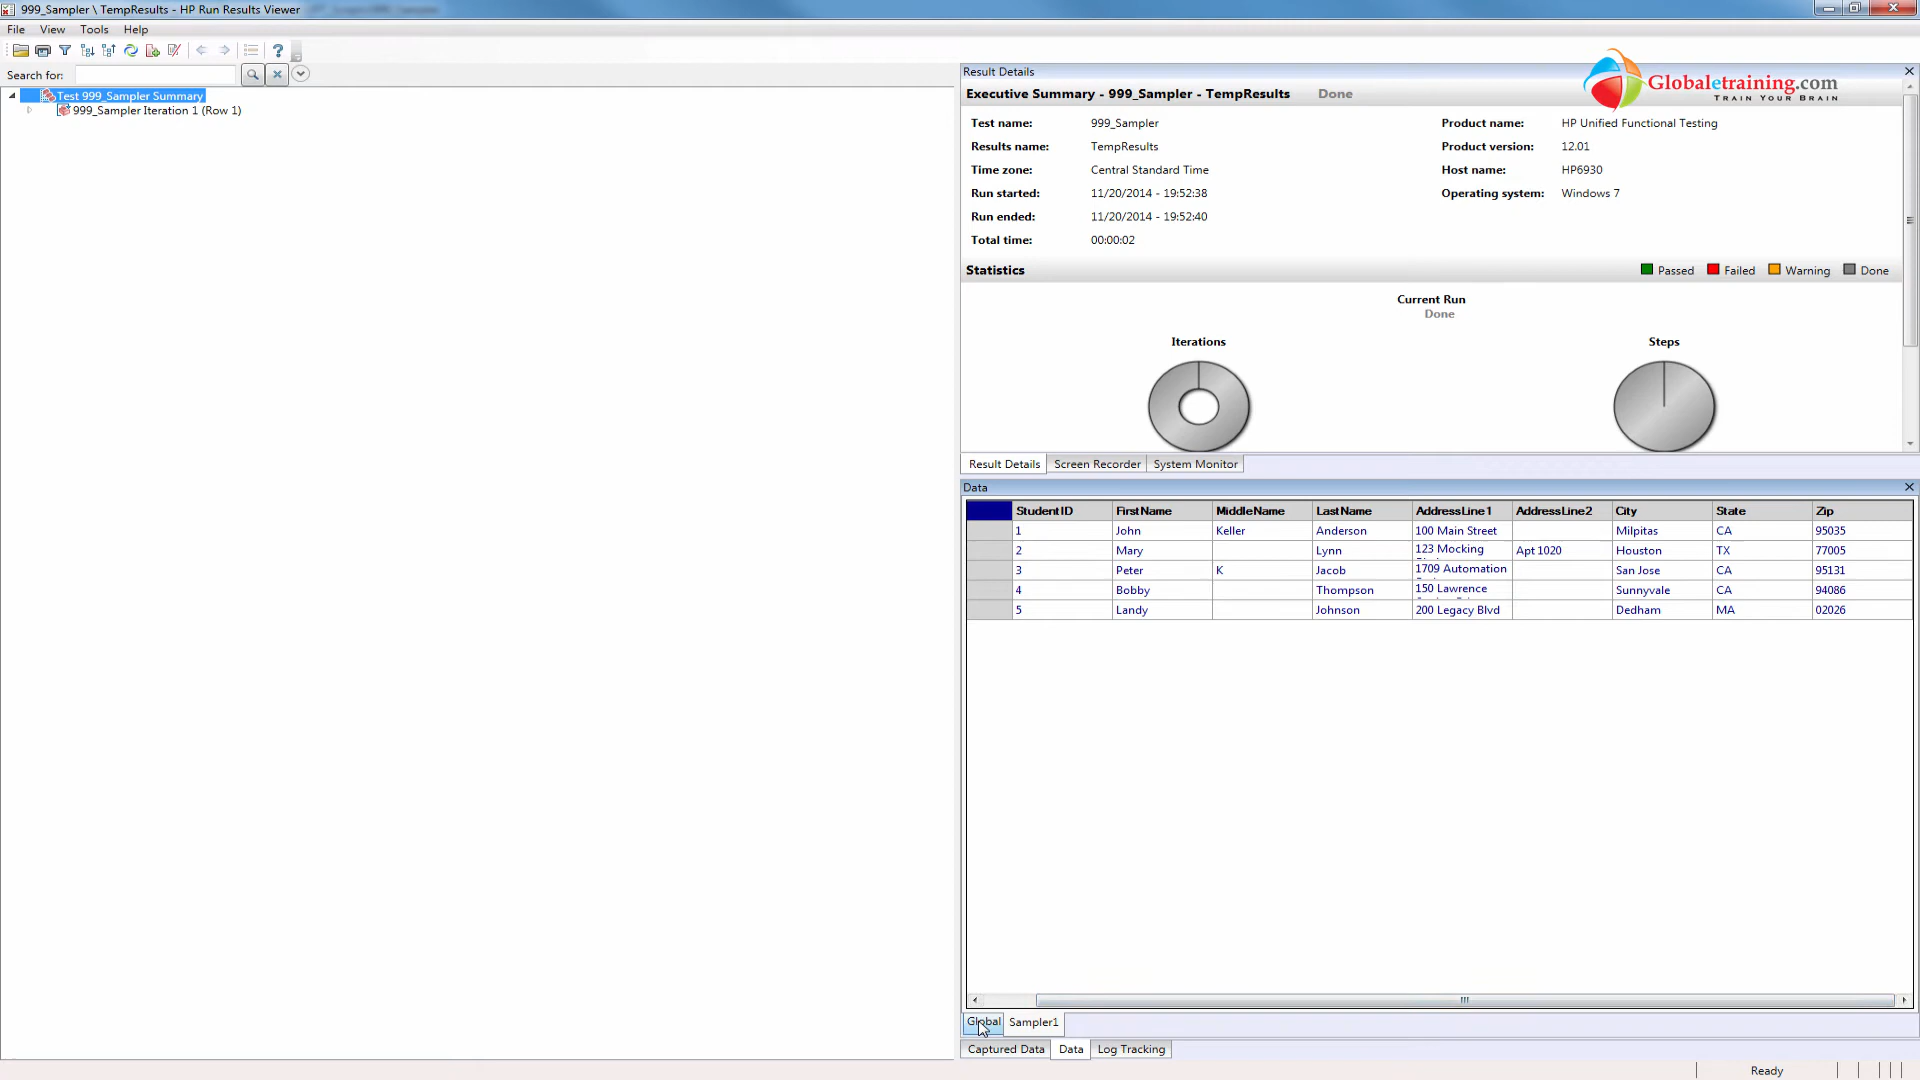 999_Sampler \ TempResults - HP Run Results Viewer
File View Tools Help
Search for:
Test 999_Sampler Summary
999_Sampler Iteration 1 (Row 1)
Result Details
Globaletraining.com
TRAIN YOUR BRAIN
Executive Summary - 999_Sampler - TempResults Done
Test name: 999_Sampler Product name: HP Unified Functional Testing
Results name: TempResults Product version: 12.01
Time zone: Central Standard Time Host name: HP6930
Run started: 11/20/2014 - 19:52:38 Operating system: Windows 7
Run ended: 11/20/2014 - 19:52:40
Total time: 00:00:02
Statistics Passed Failed Warning Done
Current Run
Done
Iterations Steps
Result Details Screen Recorder System Monitor
Data
StudentID FirstName MiddleName LastName AddressLine1 AddressLine2 City State Zip
1 John Keller Anderson 100 Main Street Milpitas CA 95035
2 Mary Lynn 123 Mocking Apt 1020 Houston TX 77005
3 Peter K Jacob 1709 Automation San Jose CA 95131
4 Bobby Thompson 150 Lawrence Sunnyvale CA 94086
5 Landy Johnson 200 Legacy Blvd Dedham MA 02026
Global Sampler1
Captured Data Data Log Tracking
Ready